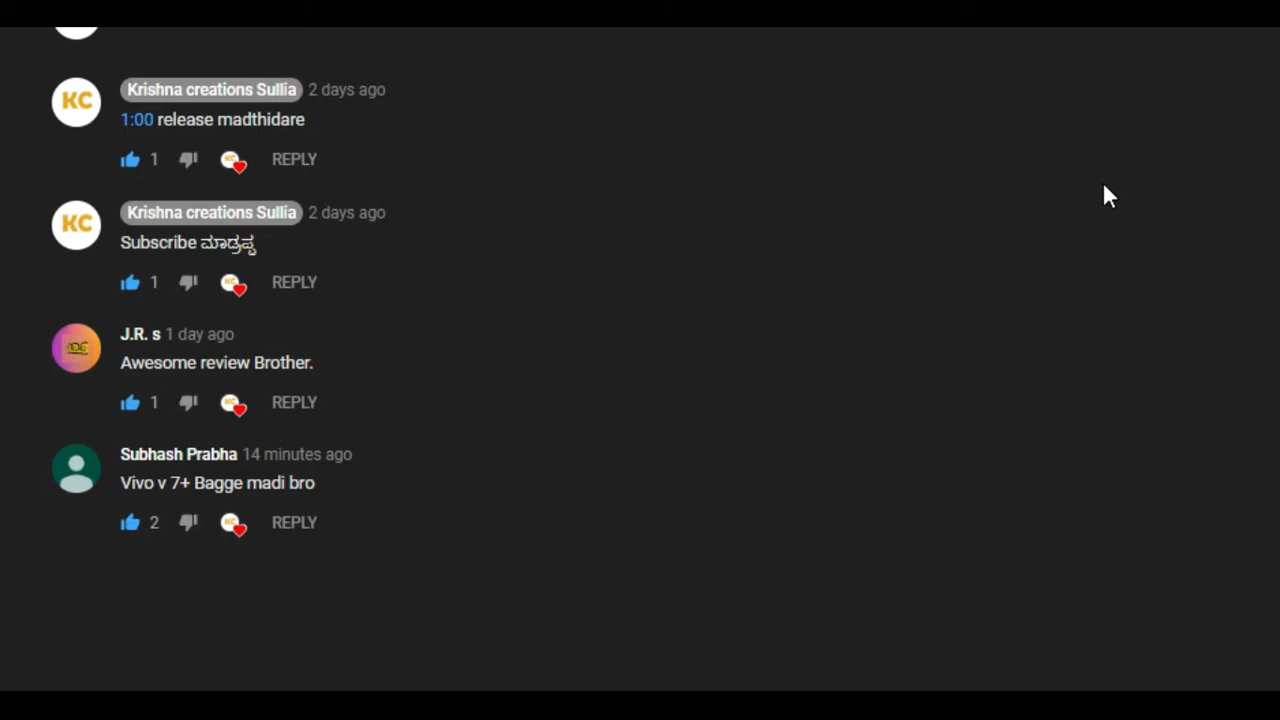 KC
Krishna creations Sullia 2 days ago
1:00 release madthidare
1 REPLY
KC
Krishna creations Sullia 2 days ago
Subscribe ಮಾಡ್ರಪ್ಪ
1 REPLY
J.R. s 1 day ago
Awesome review Brother.
1 REPLY
Subhash Prabha 14 minutes ago
Vivo v 7+ Bagge madi bro
2 REPLY